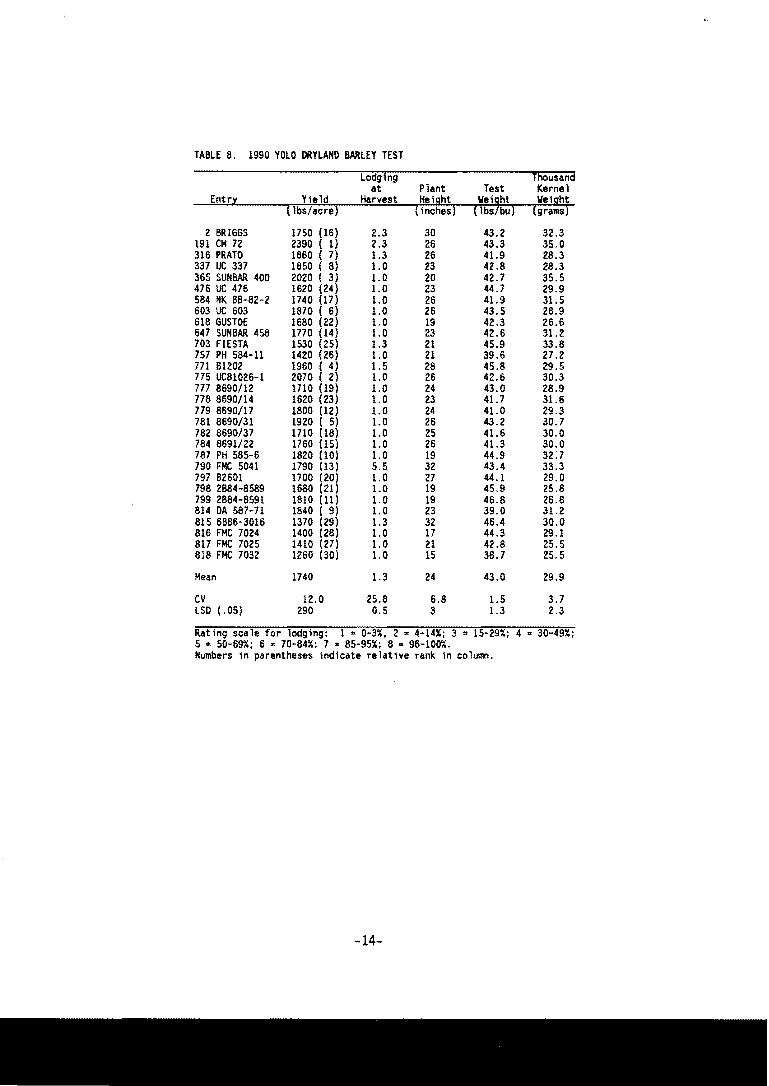 TABLE 8. 1990 YOLO DRYLAND BARLEY TEST
Lodging Thousand
at Plant Test Kernel
Entry Yield Harvest Height Weight Weight
(lbs/acre) (inches) (lbs/bu) (grams)
2 BRIGGS 1750 (16) 2.3 30 43.2 32.3
191 CM 72 2390 ( 1) 2.3 26 43.3 35.0
316 PRATO 1860 ( 7) 1.3 26 41.9 28.3
337 UC 337 1850 ( 8) 1.0 23 42.8 28.3
365 SUNBAR 400 2020 ( 3) 1.0 20 42.7 35.5
476 UC 476 1620 (24) 1.0 23 44.7 29.9
584 NK BB-82-2 1740 (17) 1.0 26 41.9 31.5
603 UC 603 1870 ( 6) 1.0 26 43.5 28.9
618 GUSTOE 1680 (22) 1.0 19 42.3 26.6
647 SUNBAR 458 1770 (14) 1.0 23 42.6 31.2
703 FIESTA 1530 (25) 1.3 21 45.9 33.8
757 PH 584-11 1420 (26) 1.0 21 39.6 27.2
771 B1202 1960 ( 4) 1.5 28 45.8 29.5
775 UC81026-1 2070 ( 2) 1.0 26 42.6 30.3
777 8690/12 1710 (19) 1.0 24 43.0 28.9
778 8690/14 1620 (23) 1.0 23 41.7 31.6
779 8690/17 1800 (12) 1.0 24 41.0 29.3
781 8690/31 1920 ( 5) 1.0 26 43.2 30.7
782 8690/37 1710 (18) 1.0 25 41.6 30.0
784 8691/22 1760 (15) 1.0 26 41.3 30.0
787 PH 585-6 1820 (10) 1.0 19 44.9 32.7
790 FMC 5041 1790 (13) 5.5 32 43.4 33.3
797 B2601 1700 (20) 1.0 27 44.1 29.0
798 2B84-8589 1680 (21) 1.0 19 45.9 25.8
799 2B84-8591 1810 (11) 1.0 19 46.8 26.8
814 DA 587-71 1840 ( 9) 1.0 23 39.0 31.2
815 6B86-3016 1370 (29) 1.3 32 46.4 30.0
816 FMC 7024 1400 (28) 1.0 17 44.3 29.1
817 FMC 7025 1410 (27) 1.0 21 42.8 25.5
818 FMC 7032 1260 (30) 1.0 15 38.7 25.5
Mean 1740 1.3 24 43.0 29.9
CV 12.0 25.8 6.8 1.5 3.7
LSD (.05) 290 0.5 3 1.3 2.3
Rating scale for lodging: 1 = 0-3%, 2 = 4-14%; 3 = 15-29%; 4 = 30-49%;
5 = 50-69%; 6 = 70-84%; 7 = 85-95%; 8 = 96-100%.
Numbers in parentheses indicate relative rank in column.
-14-